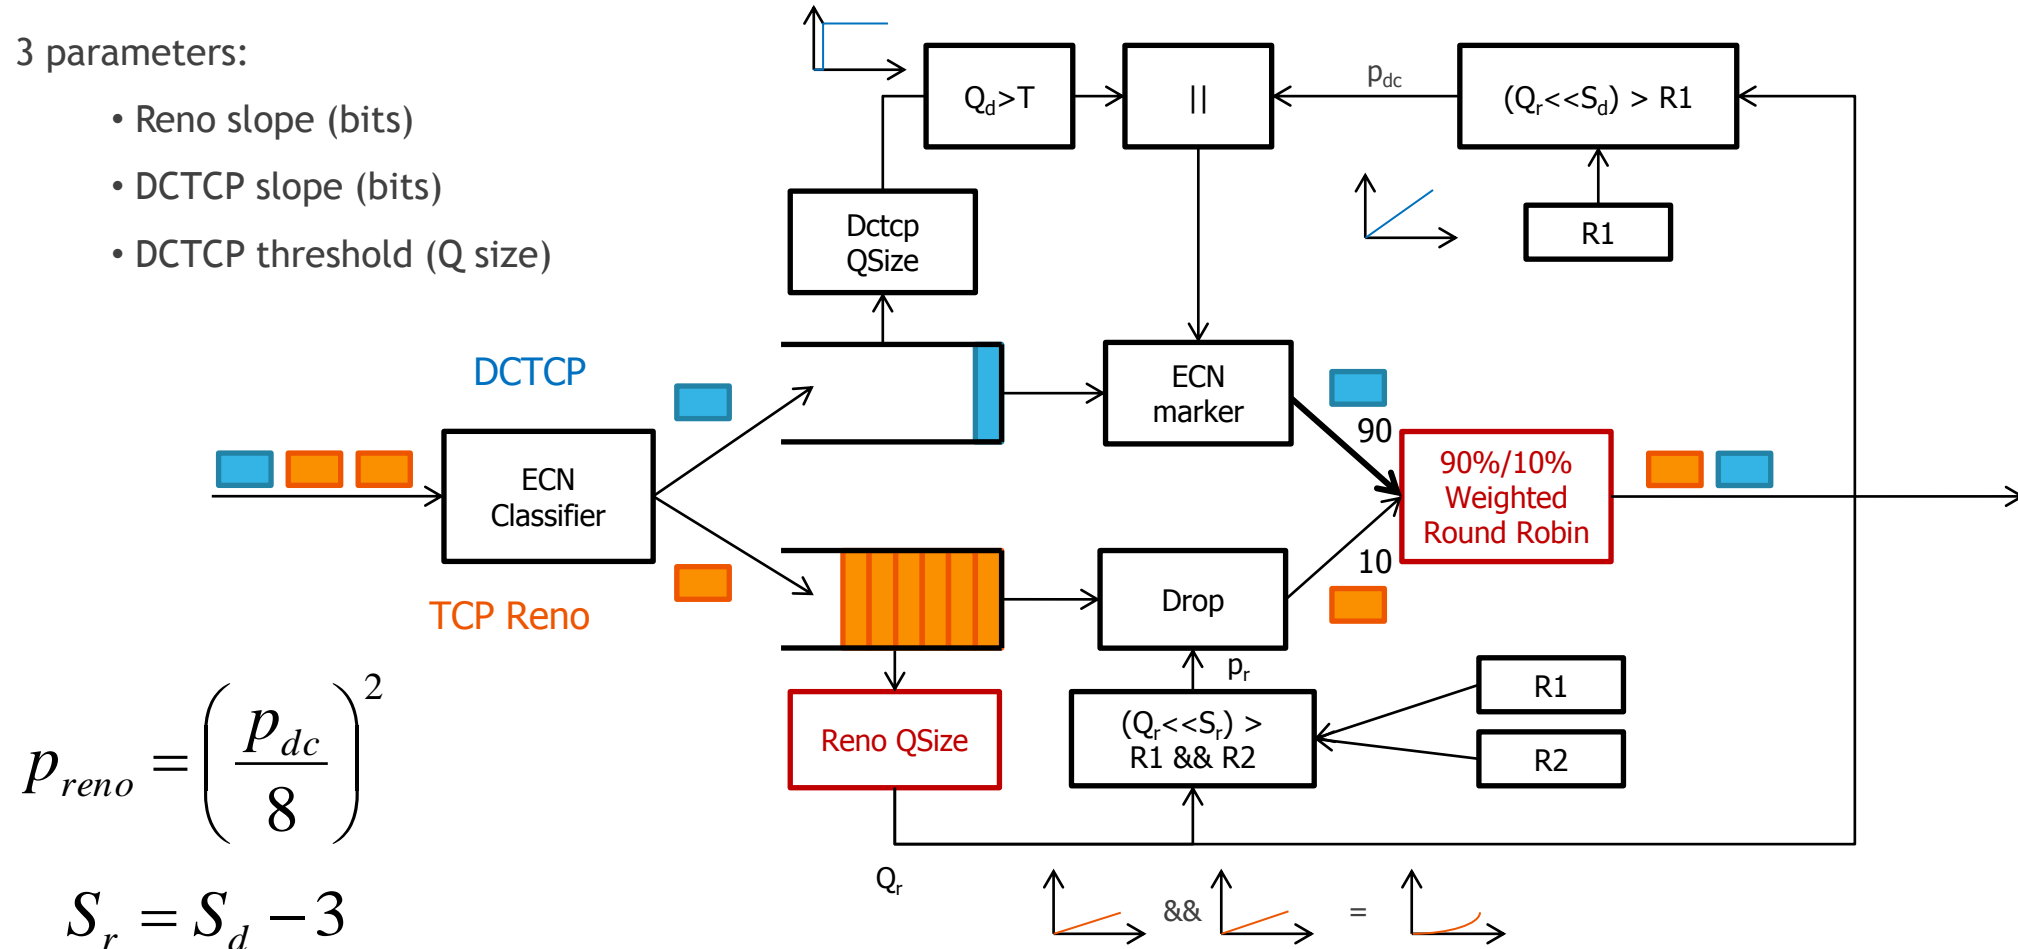 3 parameters:
• Reno slope (bits)
• DCTCP slope (bits)
• DCTCP threshold (Q size)
Q_d>T
||
p_dc
(Q_r<<S_d) > R1
R1
Dctcp
QSize
DCTCP
ECN
marker
90
ECN
Classifier
90%/10%
Weighted
Round Robin
10
TCP Reno
Drop
p_r
Reno QSize
(Q_r<<S_r) >
R1 && R2
R1
R2
p_reno = (p_dc / 8)^2
S_r = S_d − 3
Q_r
&&
=